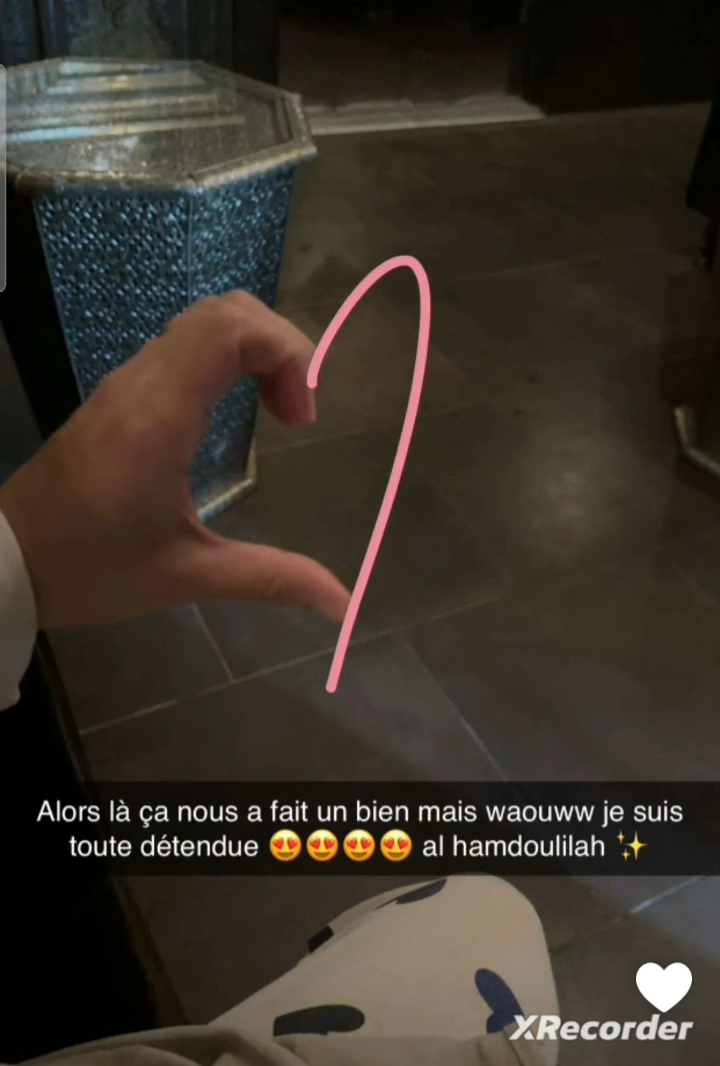 Alors là ça nous a fait un bien mais waouww je suis
toute détendue 😍😍😍😍 al hamdoulilah ✨
XRecorder